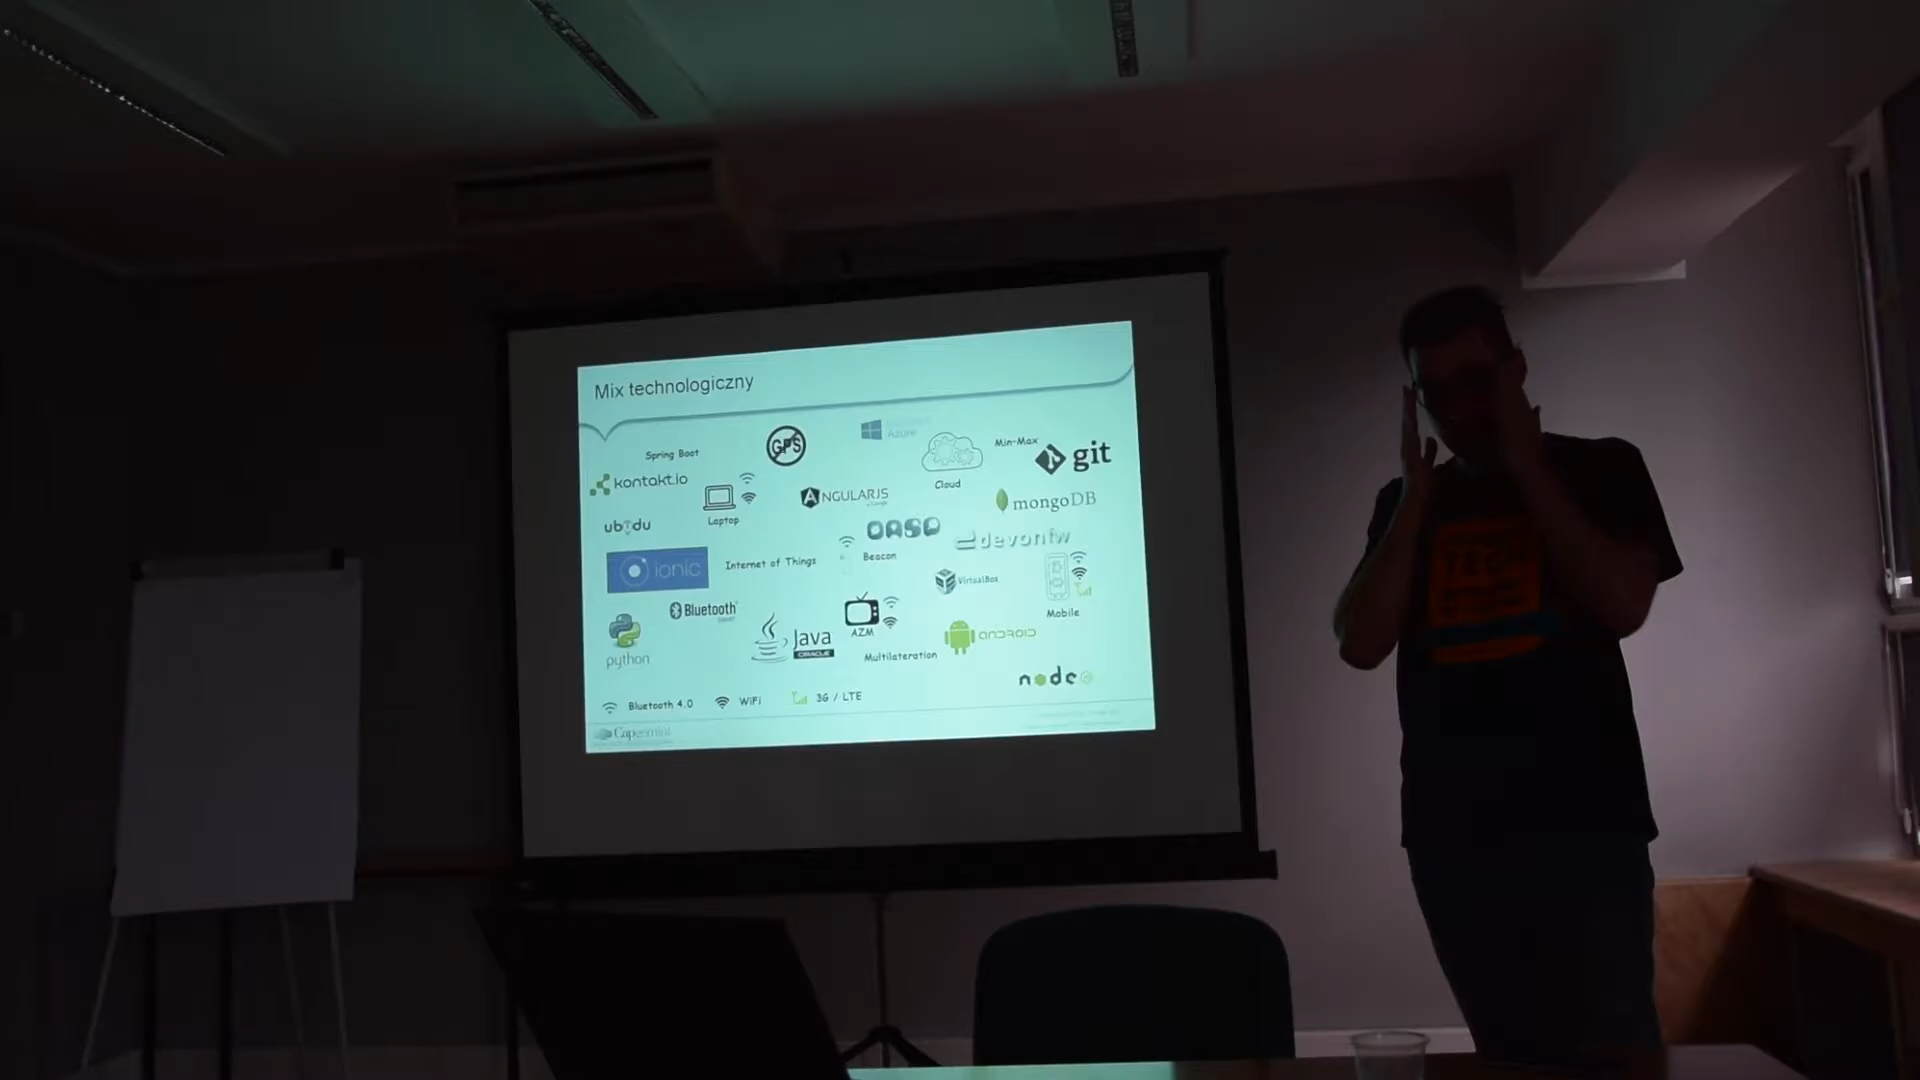 Mix technologiczny
Spring Boot
GPS
Azure
Min-Max
git
kontakt.io
Laptop
ANGULARJS
Cloud
mongoDB
ubudu
OASP
devonfw
ionic
Internet of Things
Beacon
VirtualBox
Bluetooth
AZM
Mobile
python
Java
ORACLE
Multilateration
ANDROID
node
Bluetooth 4.0
WiFi
3G / LTE
Capgemini